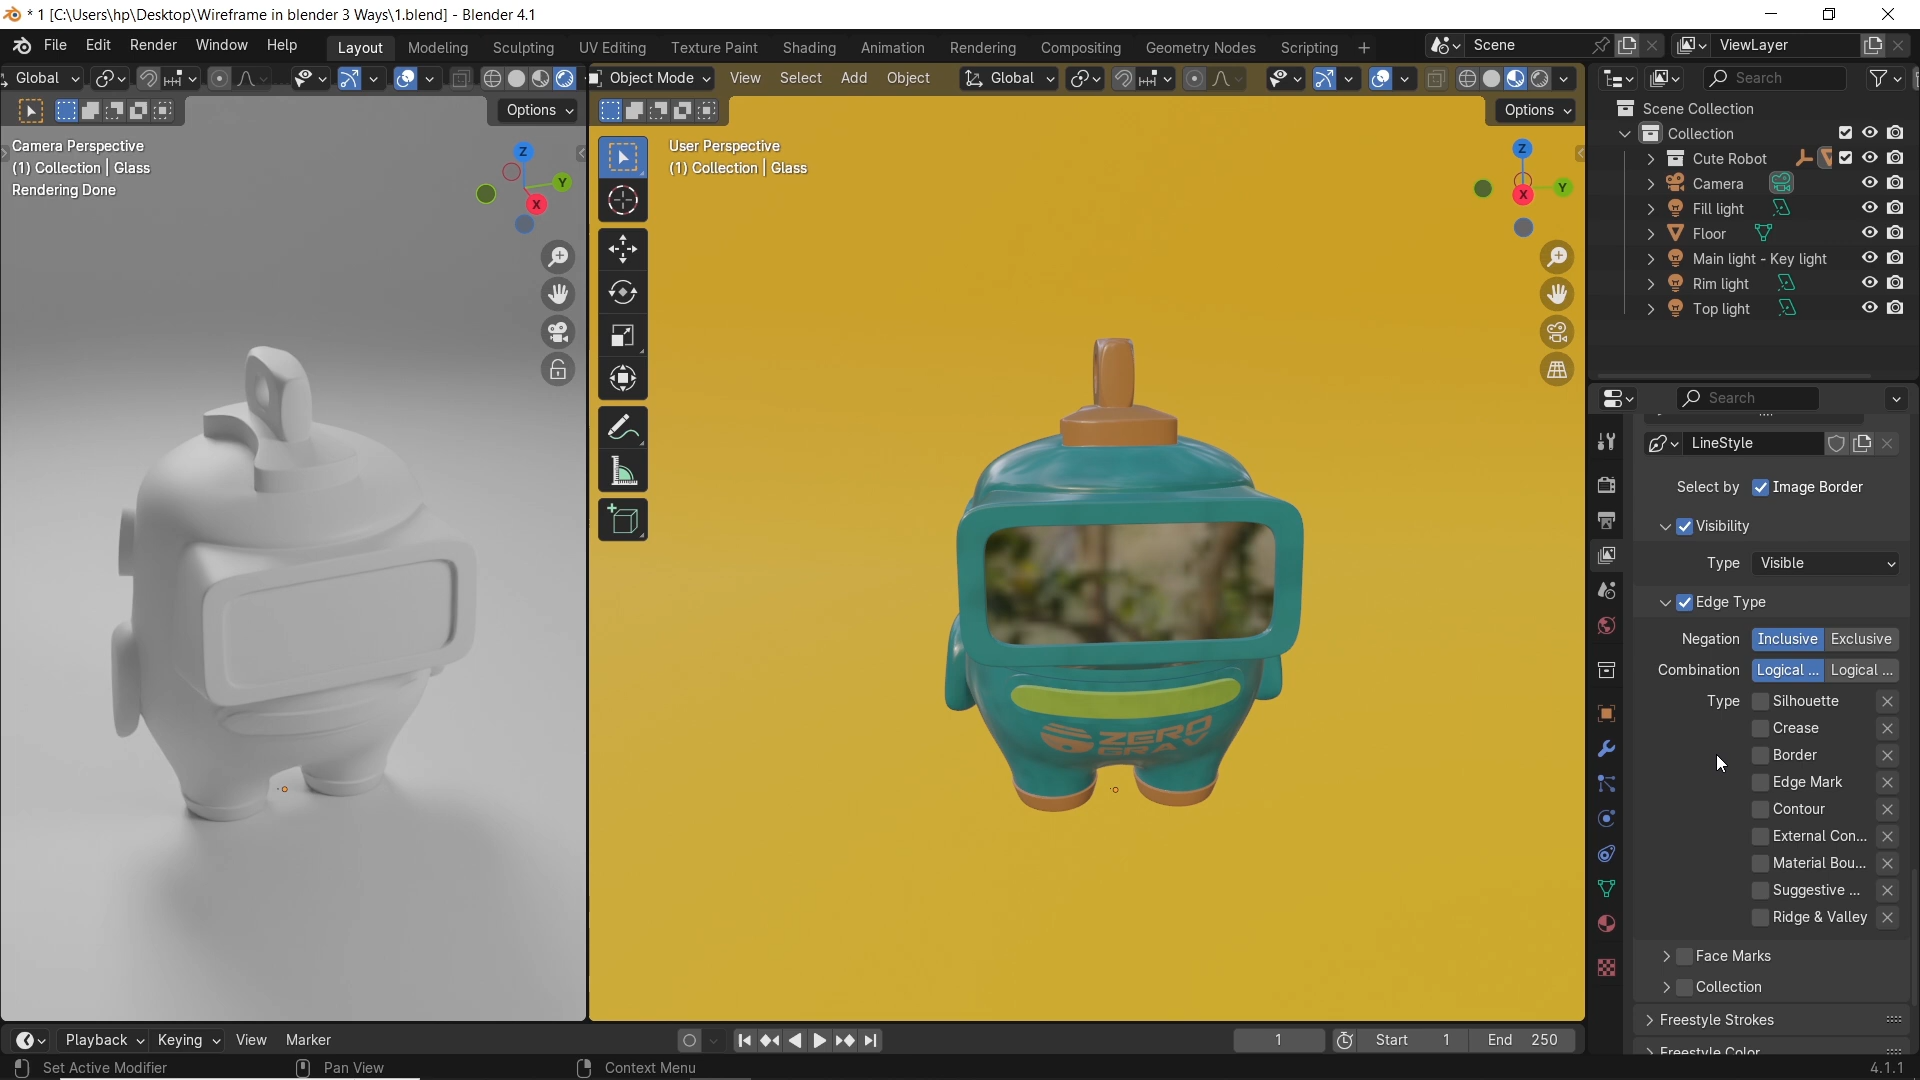 * 1 [C:\Users\hp\Desktop\Wireframe in blender 3 Ways\1.blend] - Blender 4.1
File Edit Render Window Help
Layout Modeling Sculpting UV Editing Texture Paint Shading Animation Rendering Compositing Geometry Nodes Scripting +
Scene
ViewLayer
Global
Object Mode View Select Add Object
Global
Search
Options
Options
Camera Perspective
(1) Collection | Glass
Rendering Done
Z
Y
X
User Perspective
(1) Collection | Glass
Z
Y
X
ZERO
GRAV
Scene Collection
Collection
Cute Robot
Camera
Fill light
Floor
Main light - Key light
Rim light
Top light
Search
LineStyle
Select by Image Border
Visibility
Type Visible
Edge Type
Negation Inclusive Exclusive
Combination Logical ... Logical ...
Type Silhouette
Crease
Border
Edge Mark
Contour
External Con...
Material Bou...
Suggestive ...
Ridge & Valley
Face Marks
Collection
Freestyle Strokes
Freestyle Color
Playback Keying View Marker
1
Start 1
End 250
Set Active Modifier
Pan View
Context Menu
4.1.1